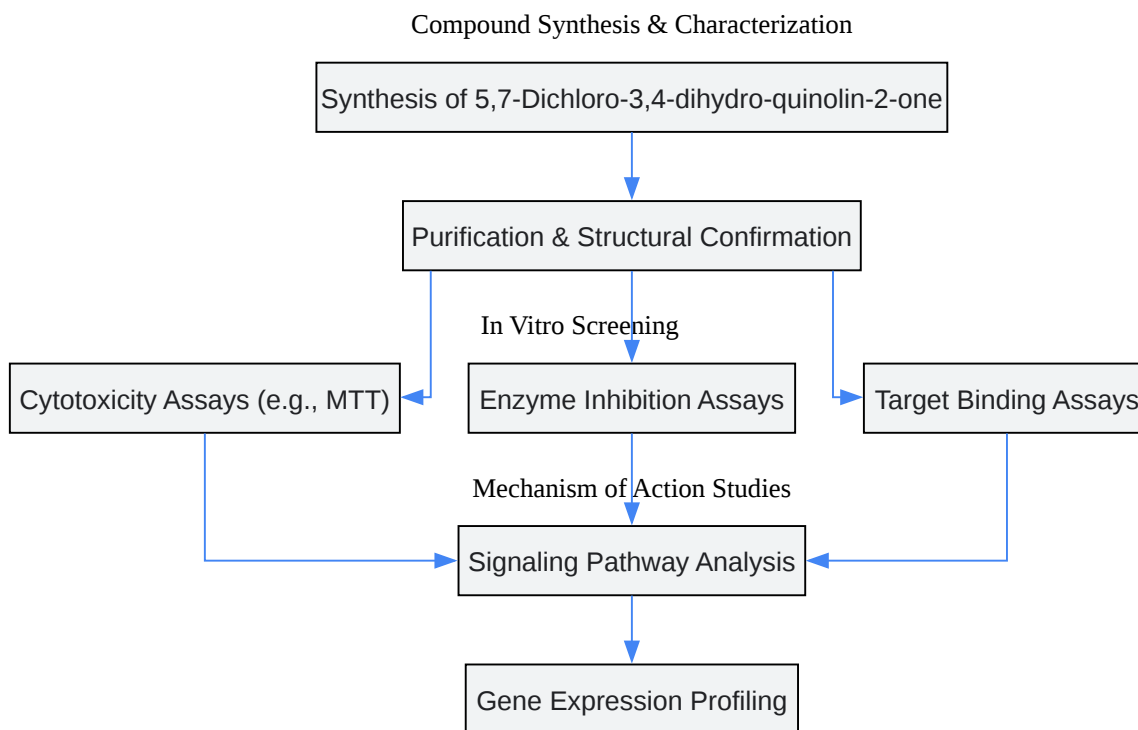 Compound Synthesis & Characterization
Synthesis of 5,7-Dichloro-3,4-dihydro-quinolin-2-one
Purification & Structural Confirmation
In Vitro Screening
Cytotoxicity Assays (e.g., MTT)
Enzyme Inhibition Assays
Target Binding Assays
Mechanism of Action Studies
Signaling Pathway Analysis
Gene Expression Profiling